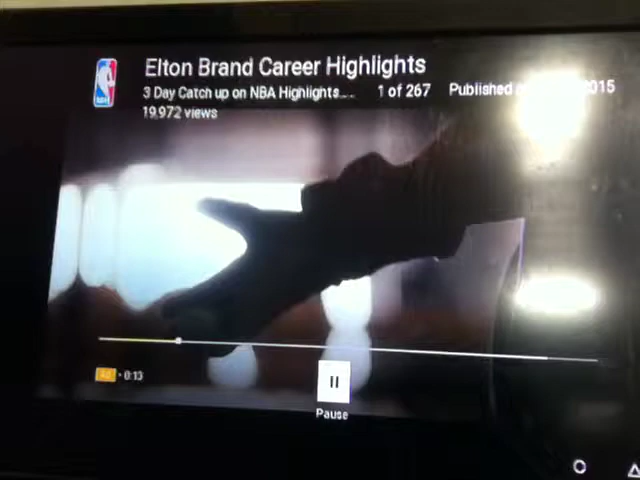 Elton Brand Career Highlights
3 Day Catch up on NBA Highlights... 1 of 267 Published 2015
19,972 views
Ad · 0:13
Pause